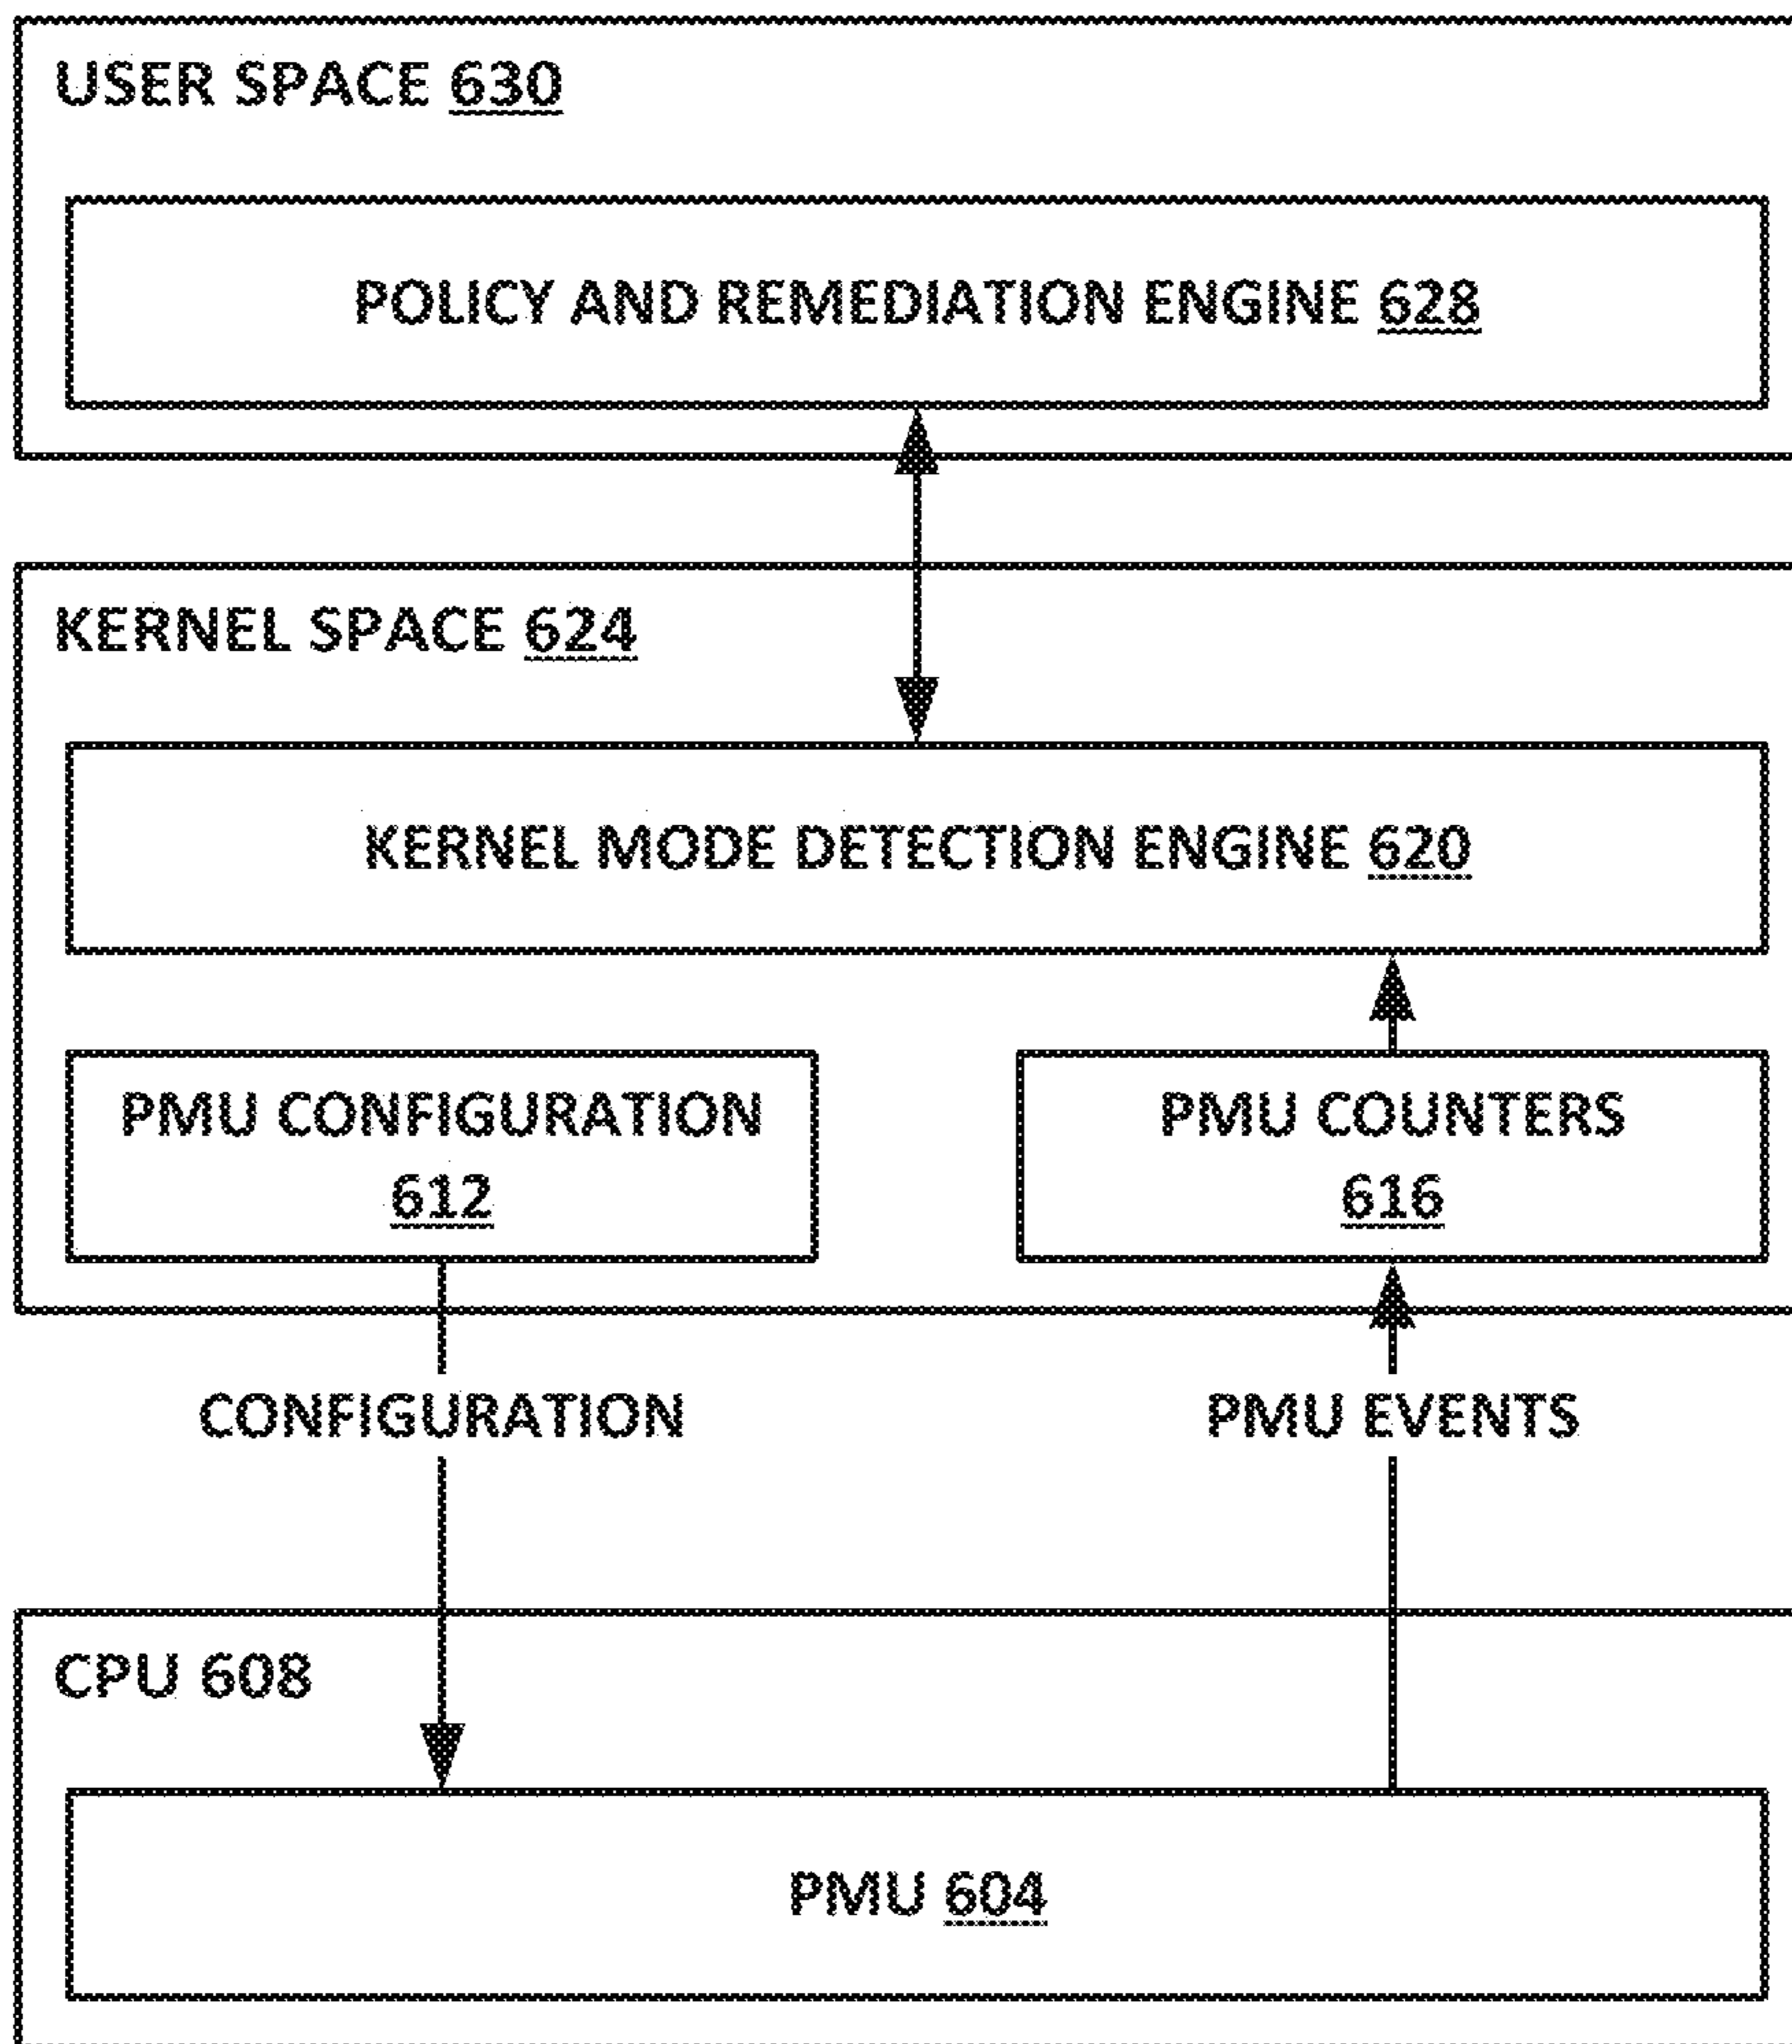 USER SPACE 630
POLICY AND REMEDIATION ENGINE 628
KERNEL SPACE 624
KERNEL MODE DETECTION ENGINE 620
PMU CONFIGURATION
612
PMU COUNTERS
616
CONFIGURATION
PMU EVENTS
CPU 608
PMU 604